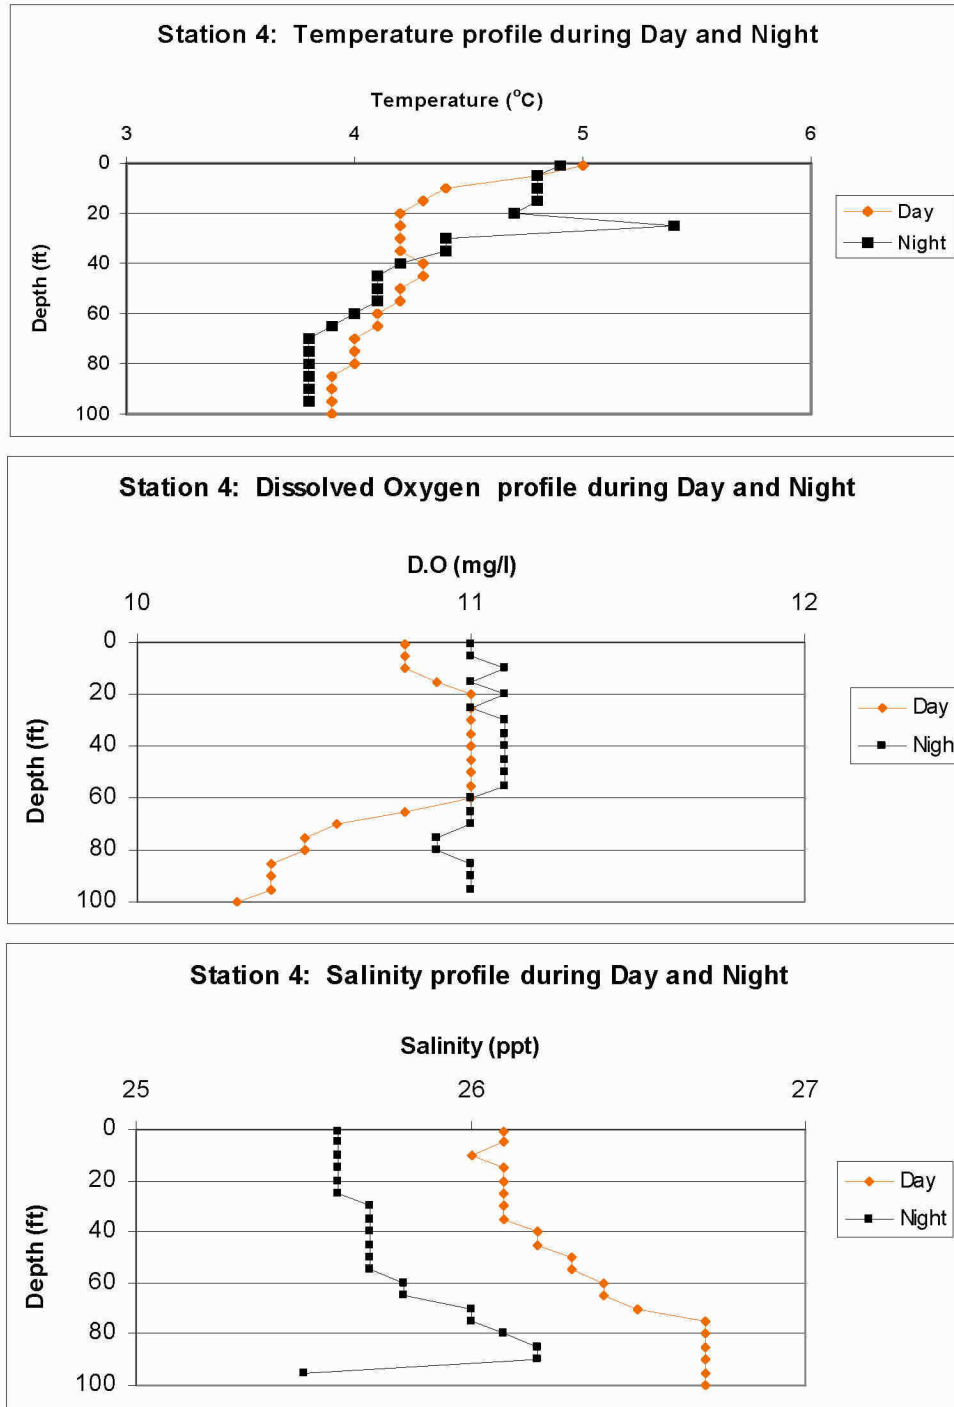 Station 4: Temperature profile during Day and Night
Temperature (°C)
3 4 5 6
0
20
40
60
80
100
Depth (ft)
Day
Night
Station 4: Dissolved Oxygen profile during Day and Night
D.O (mg/l)
10 11 12
0
20
40
60
80
100
Depth (ft)
Day
Nigh
Station 4: Salinity profile during Day and Night
Salinity (ppt)
25 26 27
0
20
40
60
80
100
Depth (ft)
Day
Night